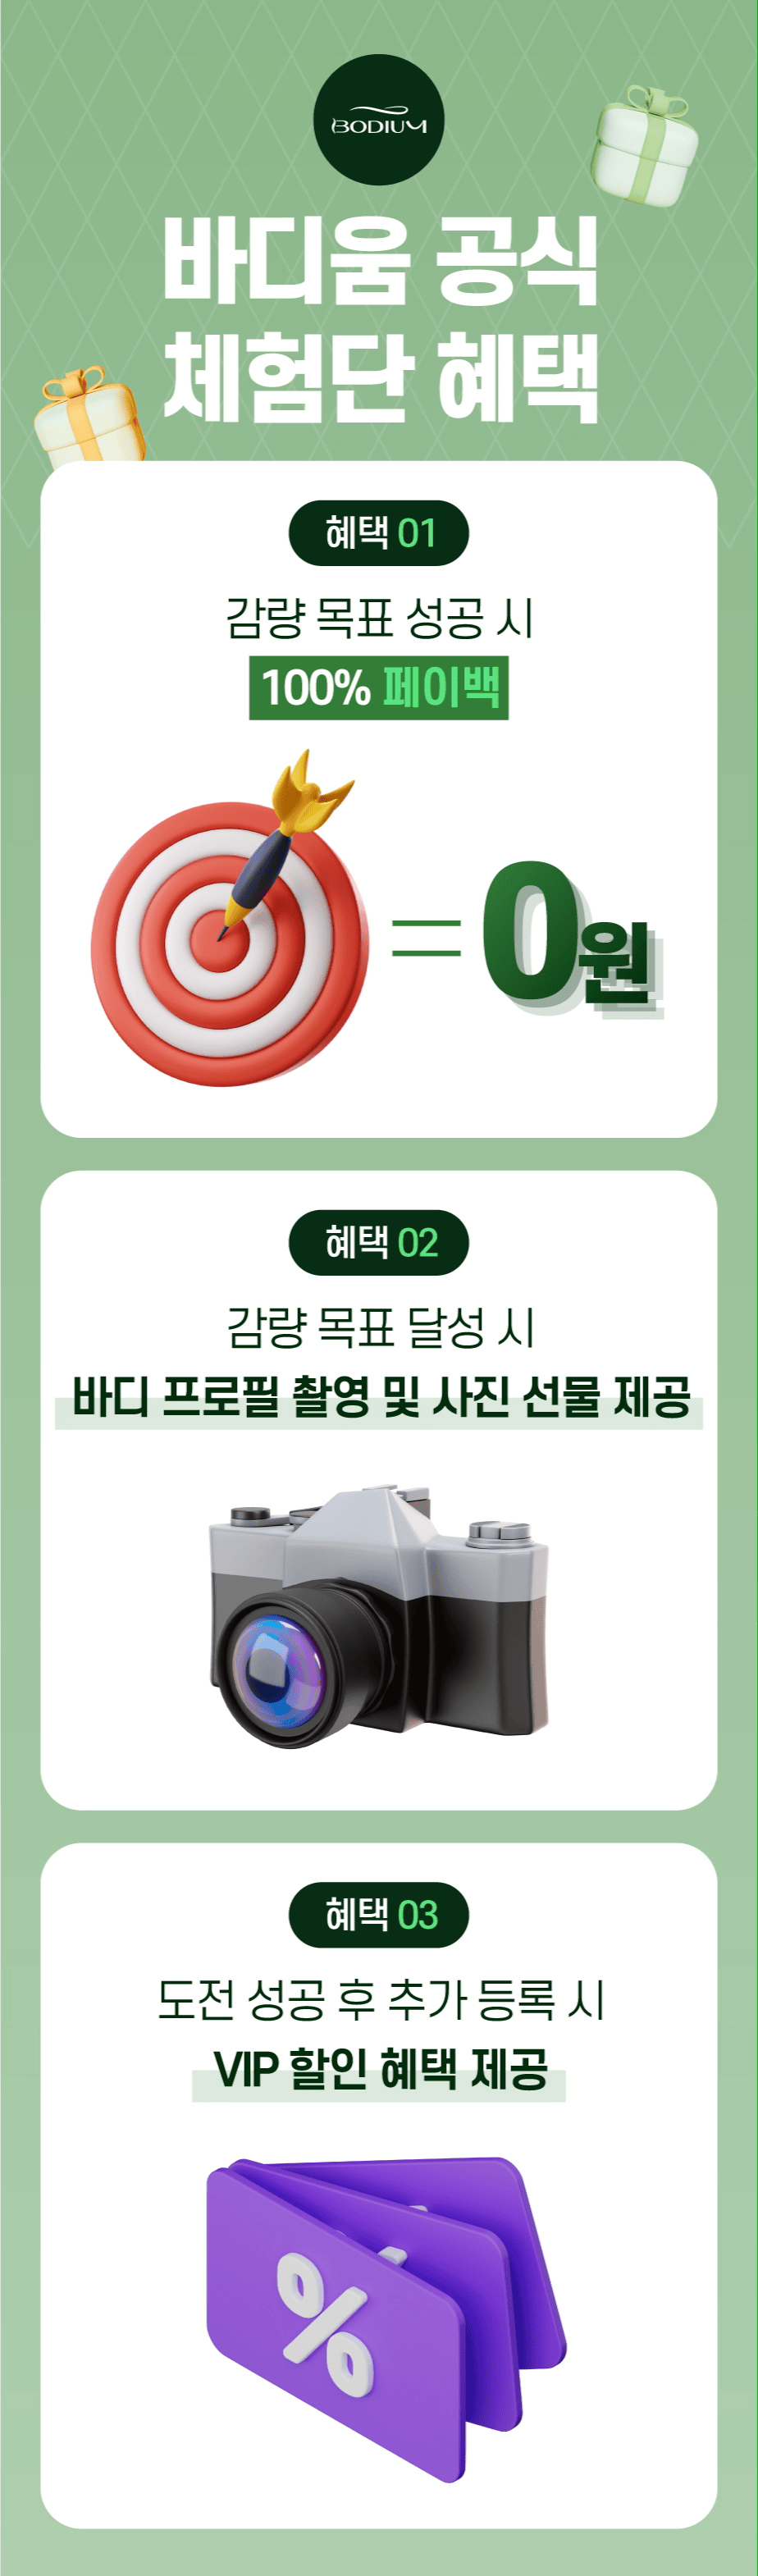 BODIUM
바디움 공식
체험단 혜택
혜택 01
감량 목표 성공 시
100% 페이백
= 0원
혜택 02
감량 목표 달성 시
바디 프로필 촬영 및 사진 선물 제공
혜택 03
도전 성공 후 추가 등록 시
VIP 할인 혜택 제공
%